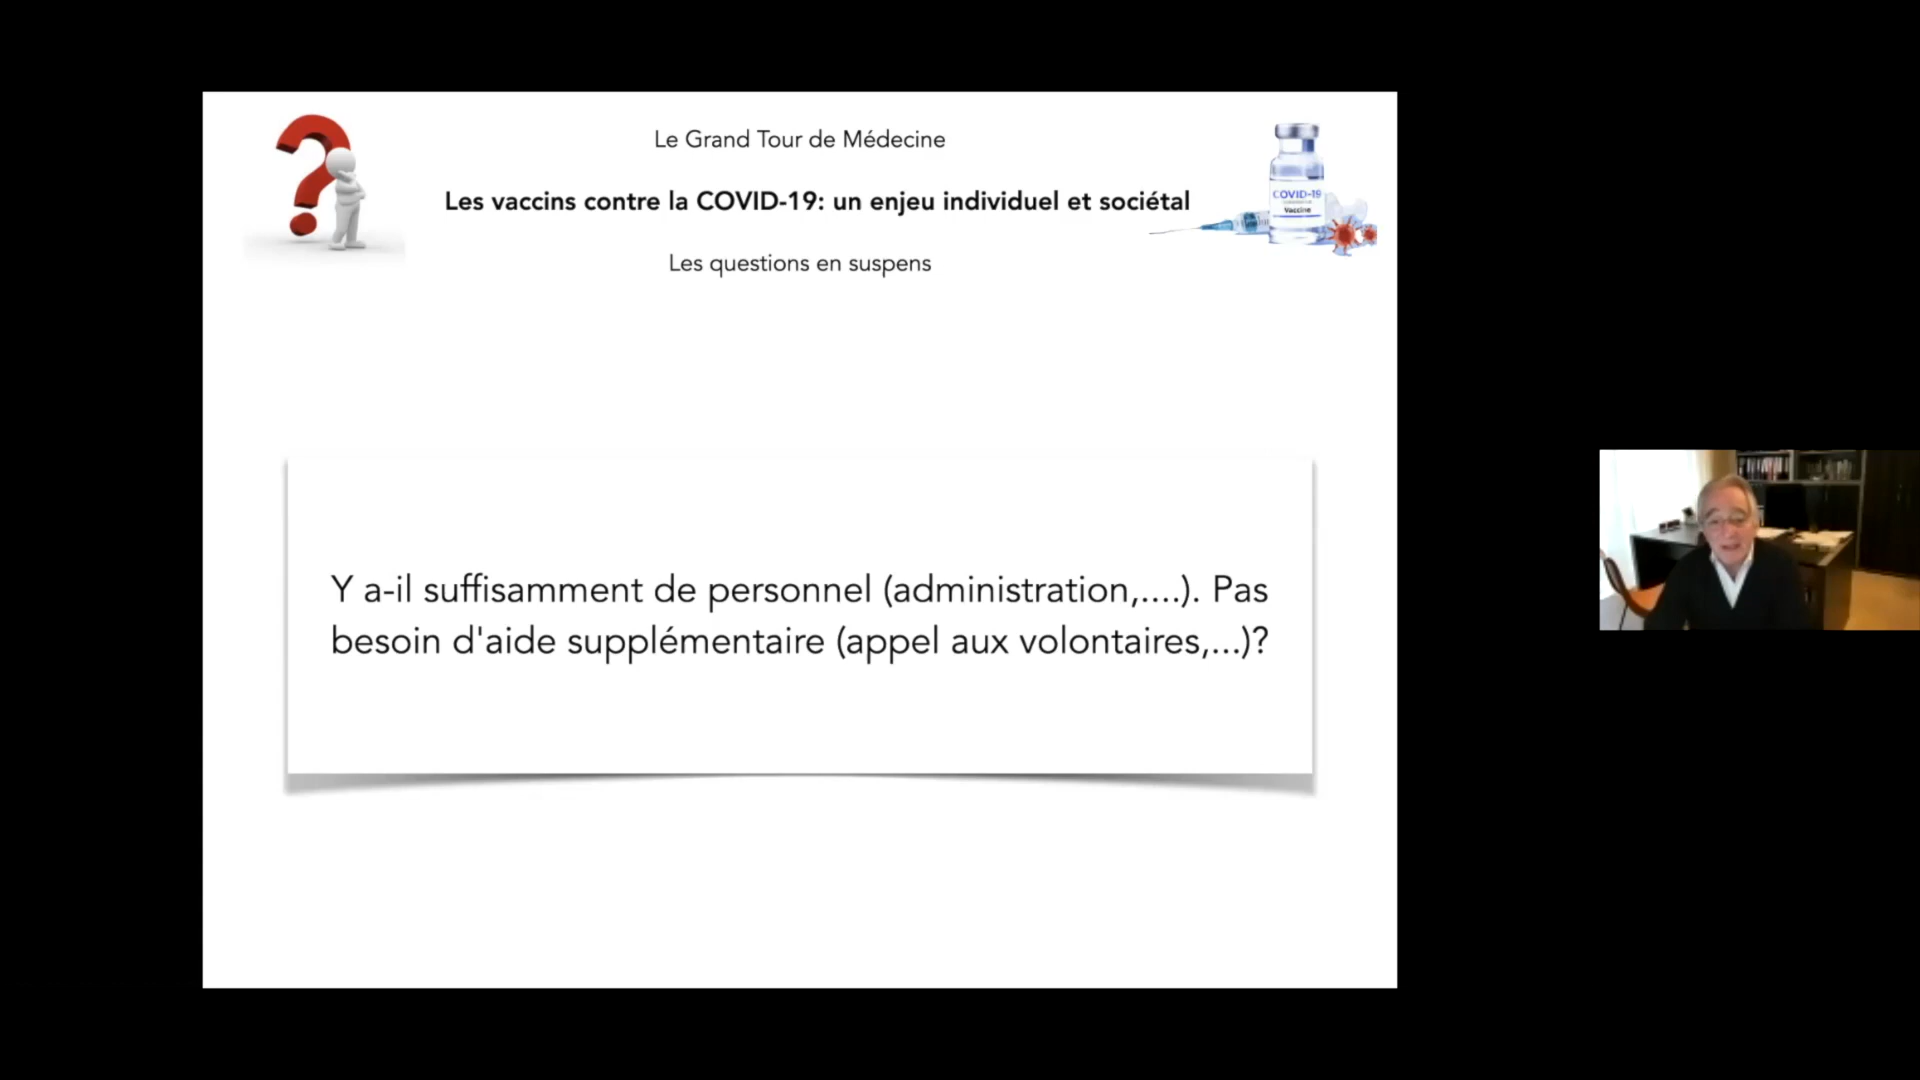 Le Grand Tour de Médecine
Les vaccins contre la COVID-19: un enjeu individuel et sociétal
COVID-19
Vaccine
Les questions en suspens
Y a-il suffisamment de personnel (administration,....). Pas
besoin d'aide supplémentaire (appel aux volontaires,...)?